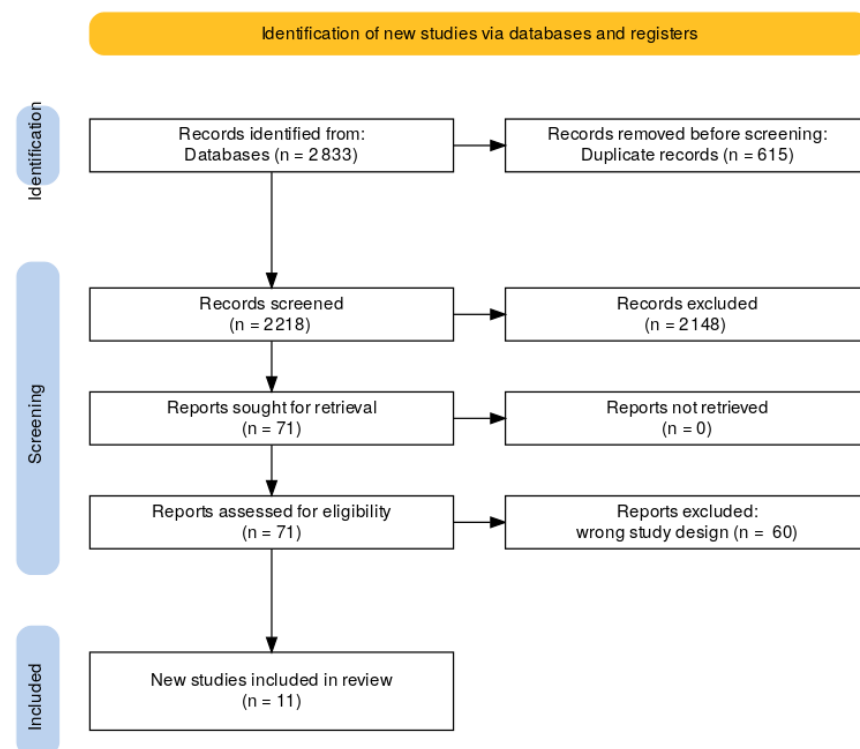 Identification of new studies via databases and registers
Identification
Records identified from:
Databases (n = 2833)
Records removed before screening:
Duplicate records (n = 615)
Screening
Records screened
(n = 2218)
Records excluded
(n = 2148)
Reports sought for retrieval
(n = 71)
Reports not retrieved
(n = 0)
Reports assessed for eligibility
(n = 71)
Reports excluded:
wrong study design (n = 60)
Included
New studies included in review
(n = 11)